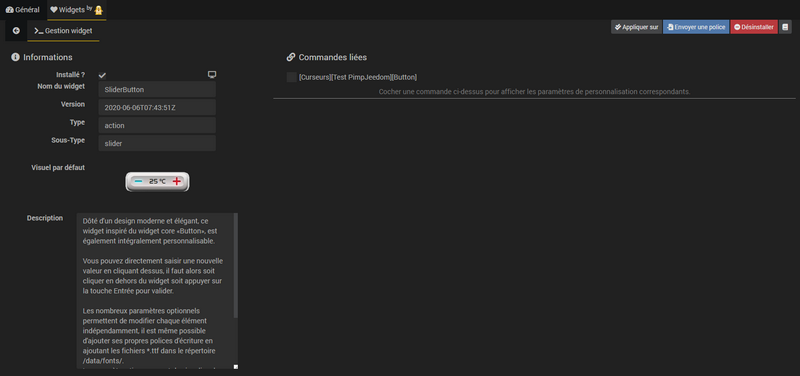 Général
Widgets by
Gestion widget
Appliquer sur
Envoyer une police
Désinstaller
Informations
Installé ?
Nom du widget
SliderButton
Version
2020-06-06T07:43:51Z
Type
action
Sous-Type
slider
Visuel par défaut
25 °C
Description
Dôté d'un design moderne et élégant, ce
widget inspiré du widget core «Button», est
également intégralement personnalisable.
Vous pouvez directement saisir une nouvelle
valeur en cliquant dessus, il faut alors soit
cliquer en dehors du widget soit appuyer sur
la touche Entrée pour valider.
Les nombreux paramètres optionnels
permettent de modifier chaque élément
indépendamment, il est même possible
d'ajouter ses propres polices d'écriture en
ajoutant les fichiers *.ttf dans le répertoire
/data/fonts/.
Commandes liées
[Curseurs][Test PimpJeedom][Button]
Cocher une commande ci-dessus pour afficher les paramètres de personnalisation correspondants.